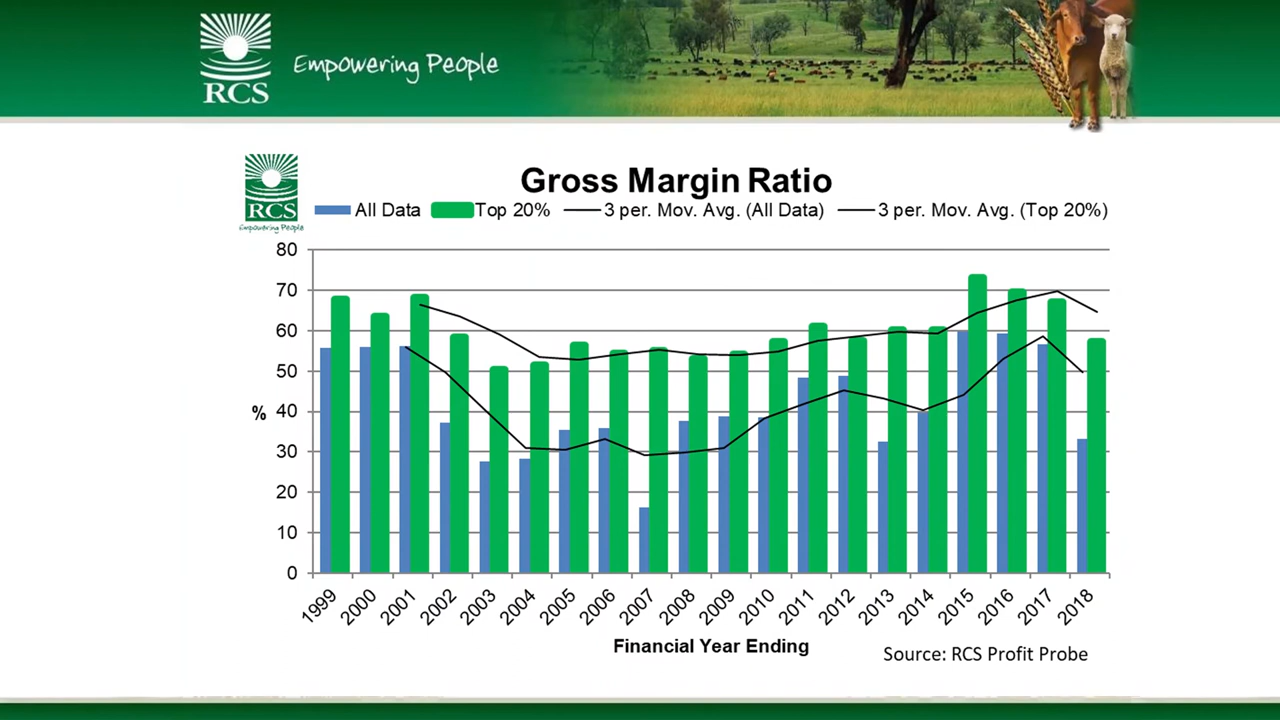 Empowering People
RCS
Gross Margin Ratio
RCS
Empowering People
All Data Top 20% 3 per. Mov. Avg. (All Data) 3 per. Mov. Avg. (Top 20%)
80
70
60
50
40
%
30
20
10
0
1999 2000 2001 2002 2003 2004 2005 2006 2007 2008 2009 2010 2011 2012 2013 2014 2015 2016 2017 2018
Financial Year Ending
Source: RCS Profit Probe